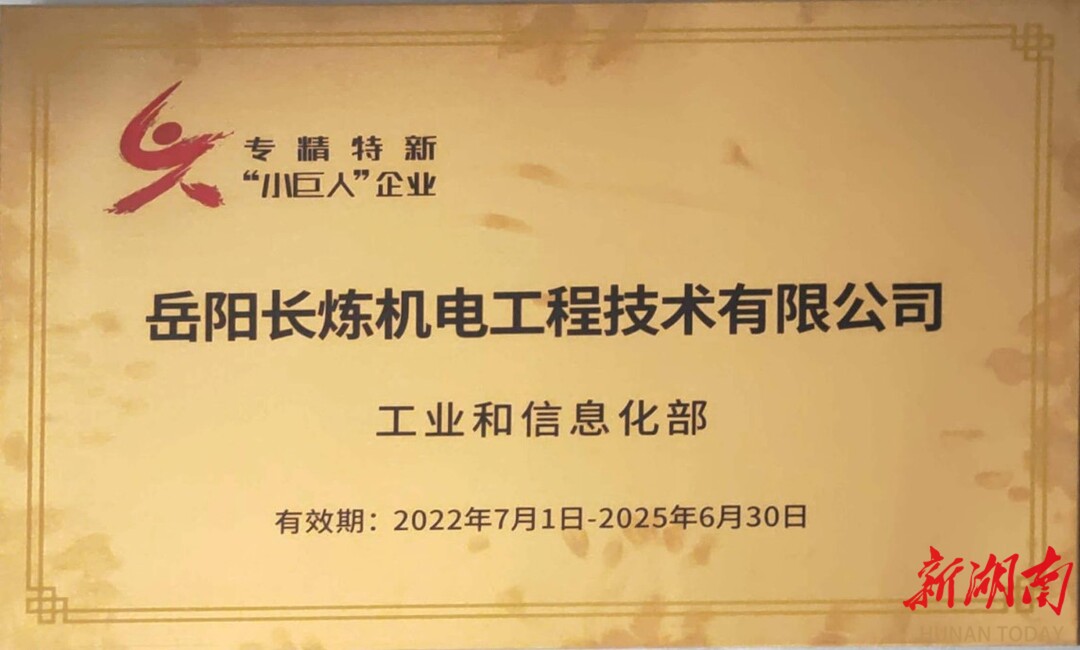 专精特新
“小巨人”企业
岳阳长炼机电工程技术有限公司
工业和信息化部
有效期：2022年7月1日-2025年6月30日
新湖南
HUNAN TODAY